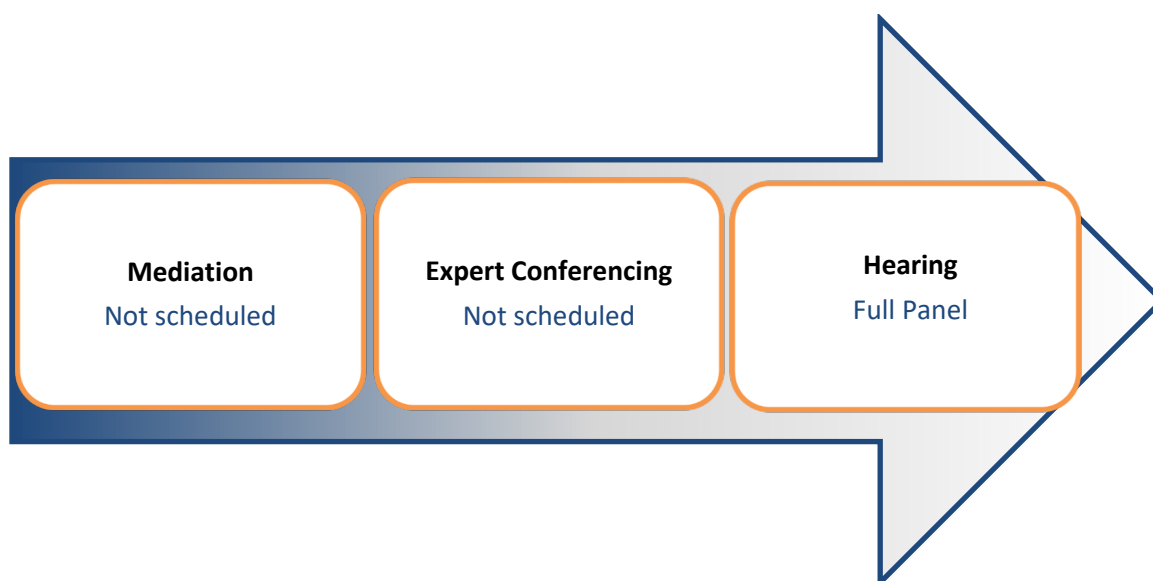 Mediation
Not scheduled
Expert Conferencing
Not scheduled
Hearing
Full Panel